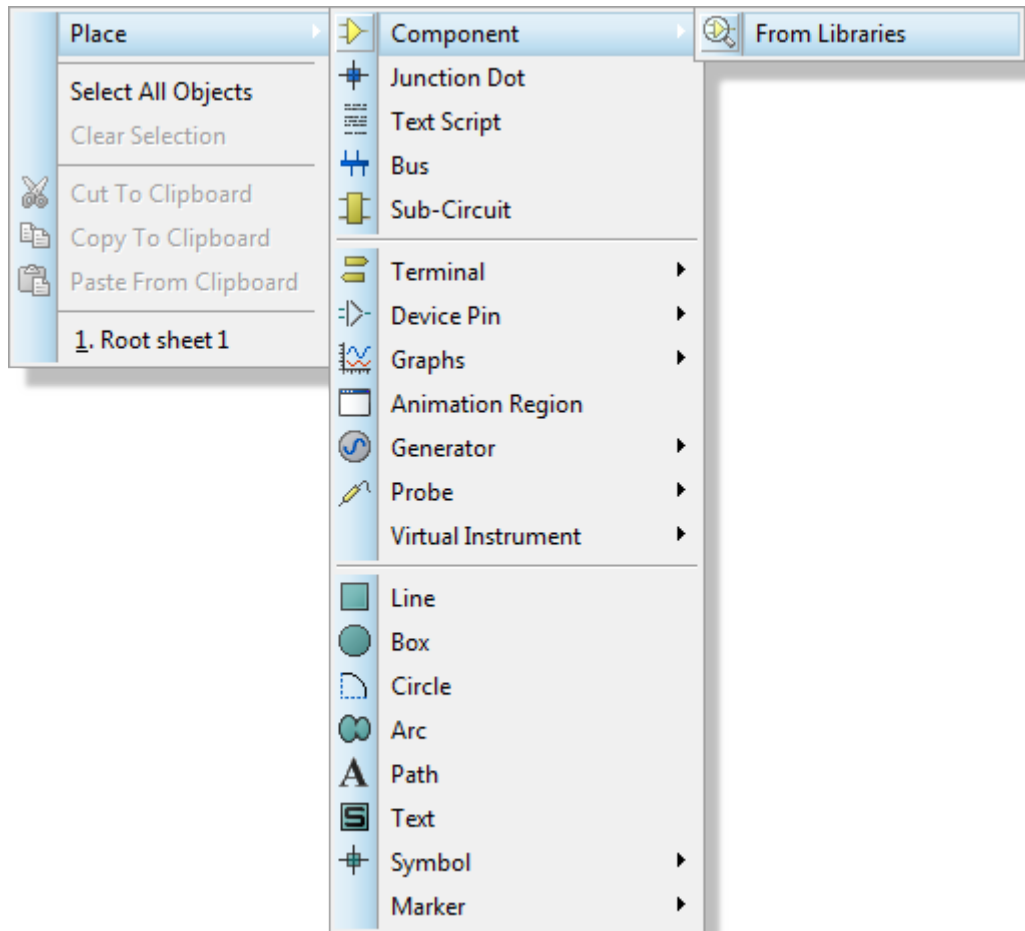 Place
Select All Objects
Clear Selection
Cut To Clipboard
Copy To Clipboard
Paste From Clipboard
1. Root sheet 1
Component
Junction Dot
Text Script
Bus
Sub-Circuit
Terminal
Device Pin
Graphs
Animation Region
Generator
Probe
Virtual Instrument
Line
Box
Circle
Arc
Path
Text
Symbol
Marker
From Libraries